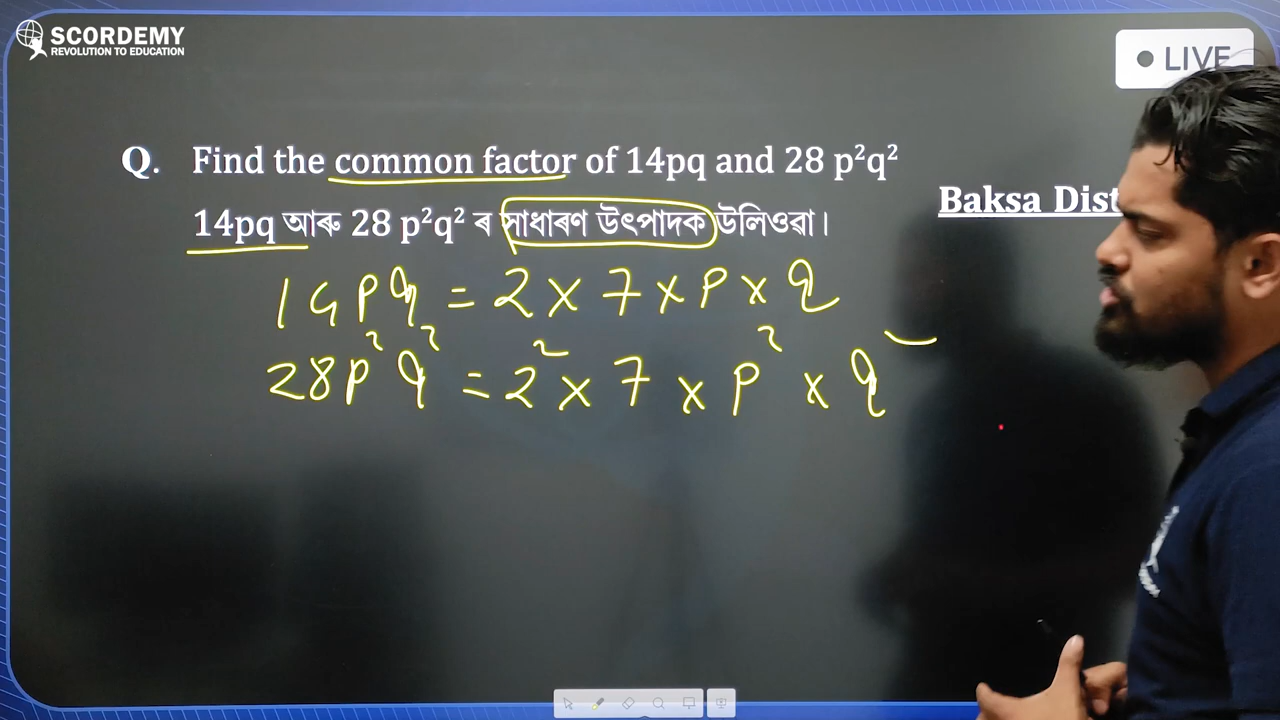 SCORDEMY
REVOLUTION TO EDUCATION
LIVE
Q. Find the common factor of 14pq and 28 p²q²
14pq আৰু 28 p²q² ৰ সাধাৰণ উৎপাদক উলিওৱা।
Baksa Dist
14pq = 2 × 7 × p × q
28p²q² = 2² × 7 × p² × q²